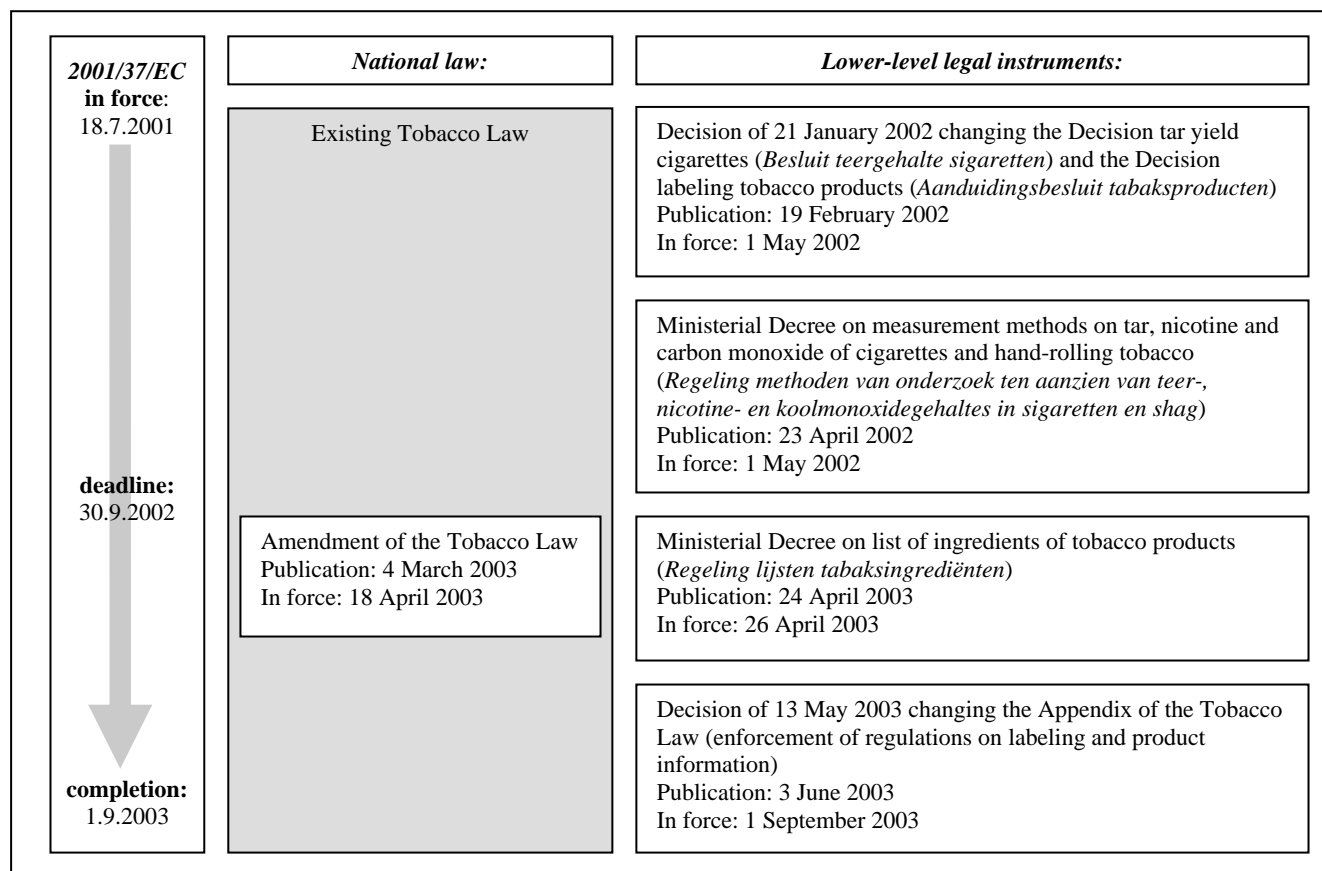 2001/37/EC
in force:
18.7.2001
deadline:
30.9.2002
completion:
1.9.2003
National law:
Existing Tobacco Law
Amendment of the Tobacco Law
Publication: 4 March 2003
In force: 18 April 2003
Lower-level legal instruments:
Decision of 21 January 2002 changing the Decision tar yield
cigarettes (Besluit teergehalte sigaretten) and the Decision
labeling tobacco products (Aanduidingsbesluit tabaksproducten)
Publication: 19 February 2002
In force: 1 May 2002
Ministerial Decree on measurement methods on tar, nicotine and
carbon monoxide of cigarettes and hand-rolling tobacco
(Regeling methoden van onderzoek ten aanzien van teer-,
nicotine- en koolmonoxidegehaltes in sigaretten en shag)
Publication: 23 April 2002
In force: 1 May 2002
Ministerial Decree on list of ingredients of tobacco products
(Regeling lijsten tabaksingrediënten)
Publication: 24 April 2003
In force: 26 April 2003
Decision of 13 May 2003 changing the Appendix of the Tobacco
Law (enforcement of regulations on labeling and product
information)
Publication: 3 June 2003
In force: 1 September 2003